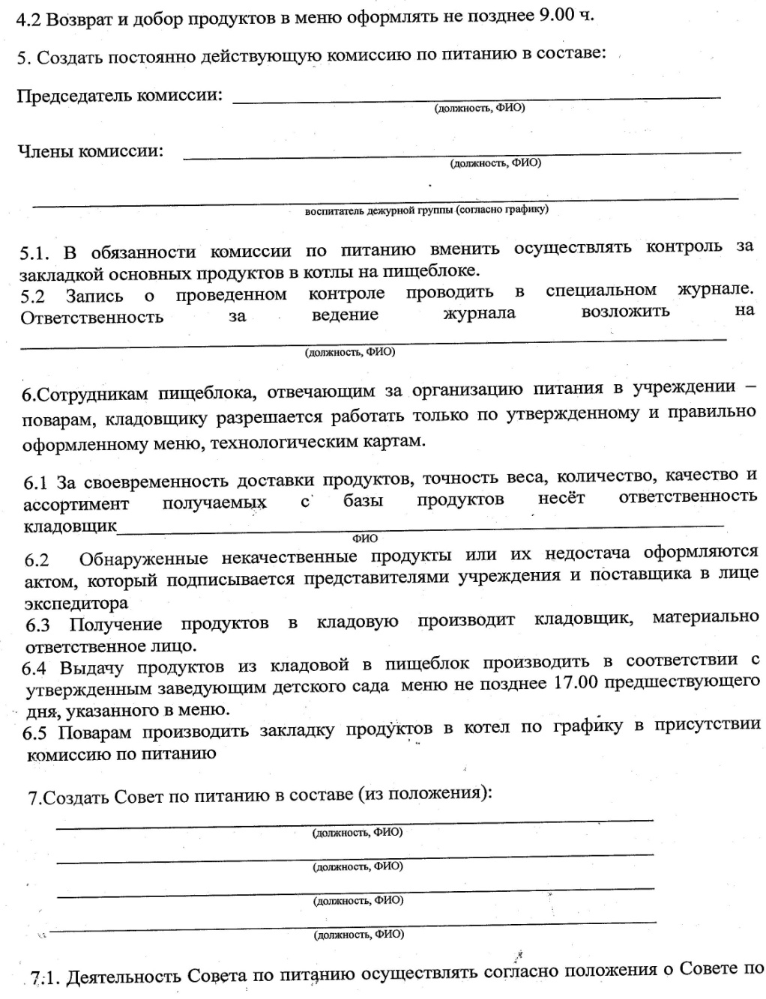 4.2 Возврат и добор продуктов в меню оформлять не позднее 9.00 ч.
5. Создать постоянно действующую комиссию по питанию в составе:
Председатель комиссии: ___
(должность, ФИО)
Члены комиссии: ___
(должность, ФИО)
воспитатель дежурной группы (согласно графику)
5.1. В обязанности комиссии по питанию вменить осуществлять контроль за
закладкой основных продуктов в котлы на пищеблоке.
5.2 Запись о проведенном контроле проводить в специальном журнале.
Ответственность за ведение журнала возложить на
(должность, ФИО)
6.Сотрудникам пищеблока, отвечающим за организацию питания в учреждении –
поварам, кладовщику разрешается работать только по утвержденному и правильно
оформленному меню, технологическим картам.
6.1 За своевременность доставки продуктов, точность веса, количество, качество и
ассортимент получаемых с базы продуктов несёт ответственность
кладовщик___
ФИО
6.2 Обнаруженные некачественные продукты или их недостача оформляются
актом, который подписывается представителями учреждения и поставщика в лице
экспедитора
6.3 Получение продуктов в кладовую производит кладовщик, материально
ответственное лицо.
6.4 Выдачу продуктов из кладовой в пищеблок производить в соответствии с
утвержденным заведующим детского сада меню не позднее 17.00 предшествующего
дня, указанного в меню.
6.5 Поварам производить закладку продуктов в котел по графику в присутствии
комиссию по питанию
7.Создать Совет по питанию в составе (из положения):
(должность, ФИО)
(должность, ФИО)
(должность, ФИО)
(должность, ФИО)
7.1. Деятельность Совета по питанию осуществлять согласно положения о Совете по